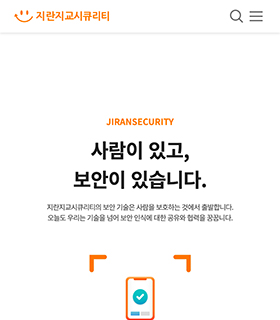 지란지교시큐리티
JIRANSECURITY
사람이 있고,
보안이 있습니다.
지란지교시큐리티의 보안 기술은 사람을 보호하는 것에서 출발합니다.
오늘도 우리는 기술을 넘어 보안 인식에 대한 공유와 협력을 꿈꿉니다.